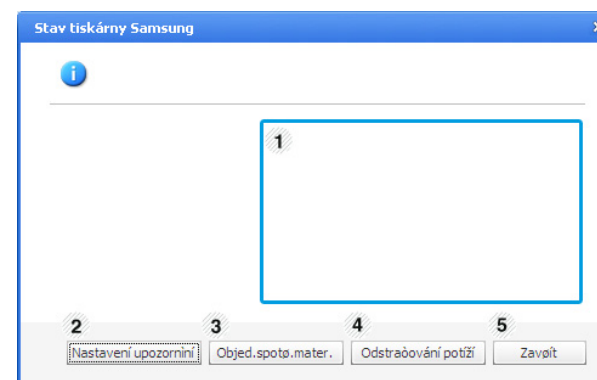 Stav tiskárny Samsung
1
2 3 4 5
Nastavení upozornìní Objed.spotø.mater. Odstraòování potíží Zavøít